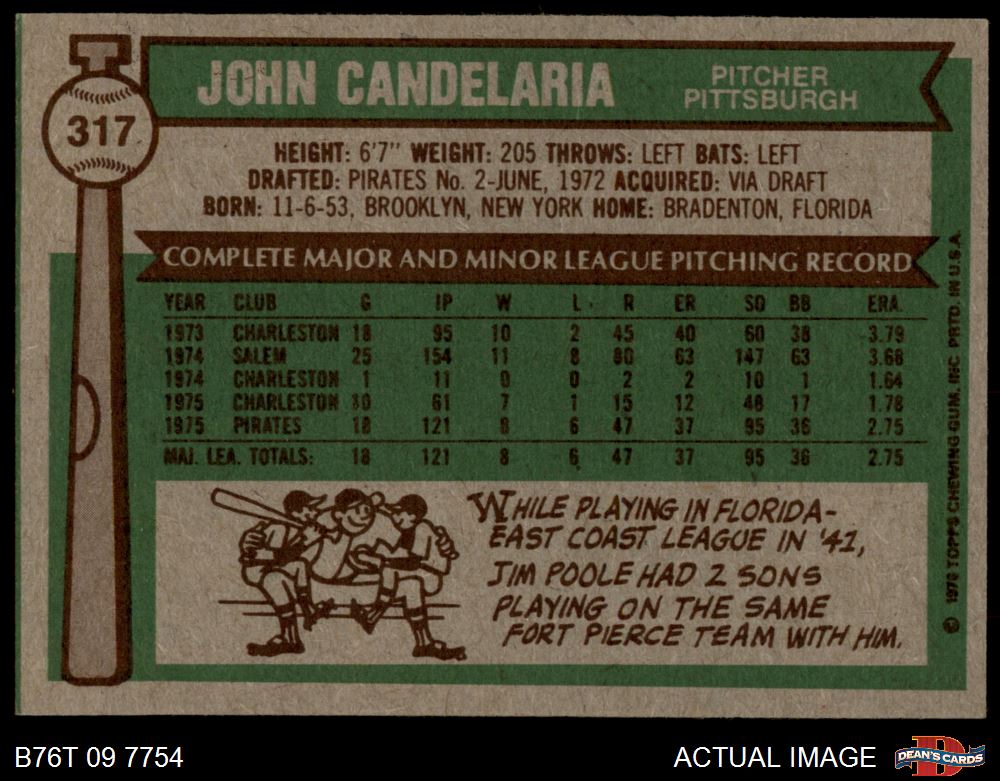 317
JOHN CANDELARIA
PITCHER
PITTSBURGH
HEIGHT: 6'7" WEIGHT: 205 THROWS: LEFT BATS: LEFT
DRAFTED: PIRATES No. 2-JUNE, 1972 ACQUIRED: VIA DRAFT
BORN: 11-6-53, BROOKLYN, NEW YORK HOME: BRADENTON, FLORIDA
COMPLETE MAJOR AND MINOR LEAGUE PITCHING RECORD
YEAR CLUB G IP W L R ER SO BB ERA.
1973 CHARLESTON 18 95 10 2 45 40 60 38 3.79
1974 SALEM 25 154 11 8 80 63 147 63 3.68
1974 CHARLESTON 1 11 0 0 2 2 10 1 1.64
1975 CHARLESTON 10 61 7 1 15 12 48 17 1.78
1975 PIRATES 18 121 8 6 47 37 95 36 2.75
MAJ. LEA. TOTALS: 18 121 8 6 47 37 95 36 2.75
WHILE PLAYING IN FLORIDA-
EAST COAST LEAGUE IN '41,
JIM POOLE HAD 2 SONS
PLAYING ON THE SAME
FORT PIERCE TEAM WITH HIM.
© 1976 TOPPS CHEWING GUM, INC. PRTD. IN U.S.A.
B76T 09 7754
ACTUAL IMAGE
D
DEAN'S CARDS